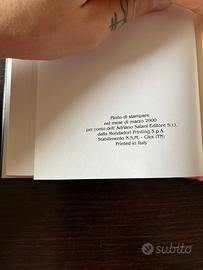 Finito di stampare
nel mese di marzo 2000
per conto dell' Adriano Salani Editore S.r.l.
dalla Mondadori Printing S.p.A.
Stabilimento N.S.M. - Cles (TN)
Printed in Italy
subito